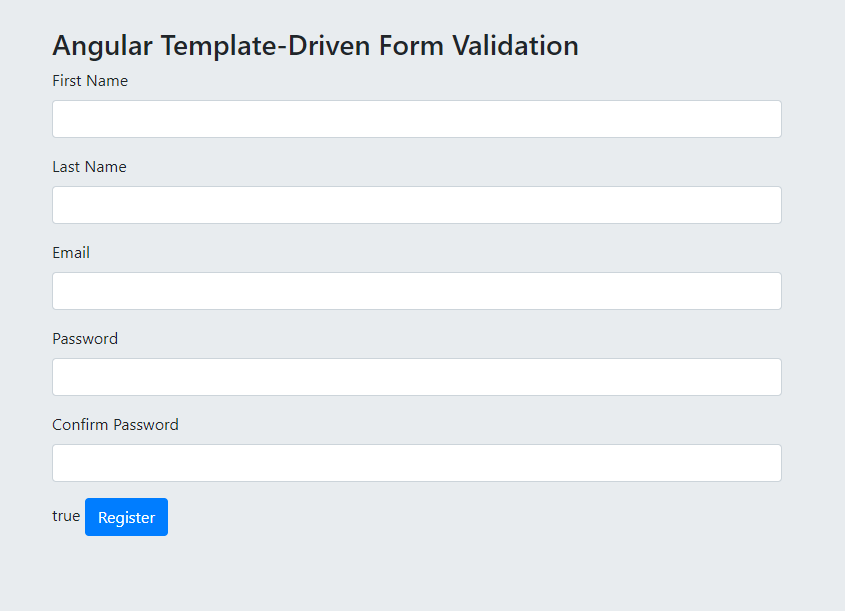 Angular Template-Driven Form Validation
First Name
Last Name
Email
Password
Confirm Password
true Register